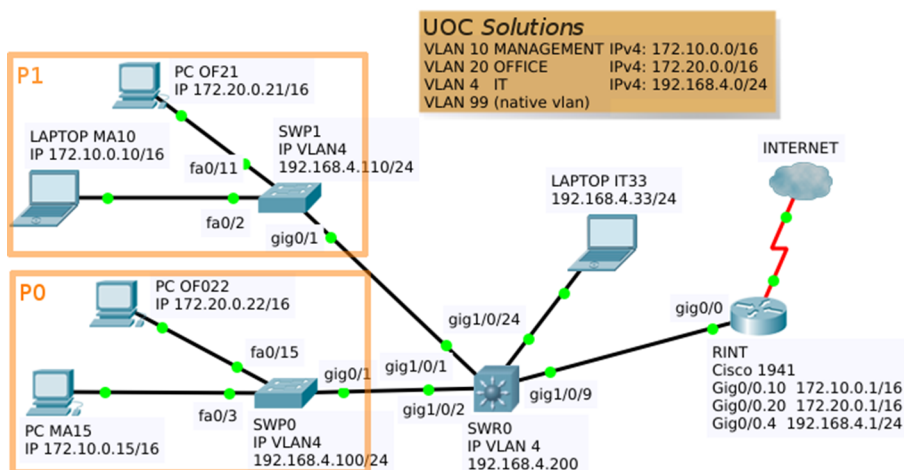 UOC Solutions
VLAN 10 MANAGEMENT IPv4: 172.10.0.0/16
VLAN 20 OFFICE IPv4: 172.20.0.0/16
VLAN 4 IT IPv4: 192.168.4.0/24
VLAN 99 (native vlan)
P1
PC OF21
IP 172.20.0.21/16
LAPTOP MA10
IP 172.10.0.10/16
SWP1
IP VLAN4
192.168.4.110/24
fa0/11
fa0/2
gig0/1
P0
PC OF022
IP 172.20.0.22/16
fa0/15
gig0/1
fa0/3
PC MA15
IP 172.10.0.15/16
SWP0
IP VLAN4
192.168.4.100/24
LAPTOP IT33
192.168.4.33/24
gig1/0/24
gig1/0/1
gig1/0/2
gig1/0/9
SWR0
IP VLAN 4
192.168.4.200
INTERNET
gig0/0
RINT
Cisco 1941
Gig0/0.10 172.10.0.1/16
Gig0/0.20 172.20.0.1/16
Gig0/0.4 192.168.4.1/24